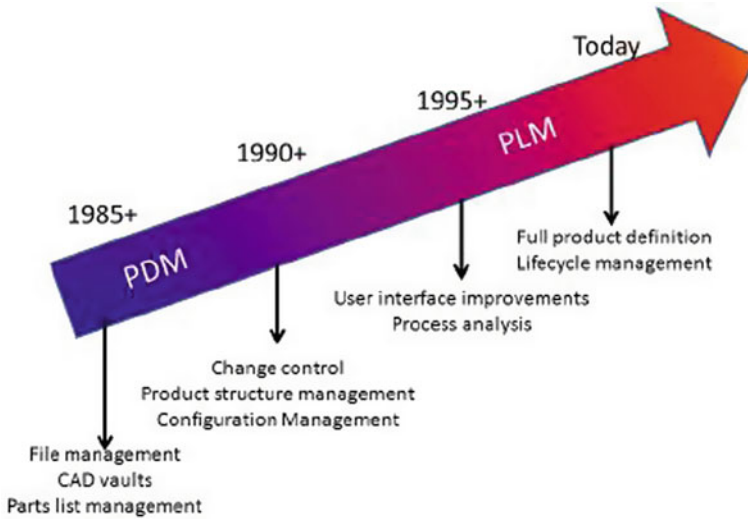 Today
1995+
PLM
1990+
1985+
PDM
Full product definition
Lifecycle management
User interface improvements
Process analysis
Change control
Product structure management
Configuration Management
File management
CAD vaults
Parts list management